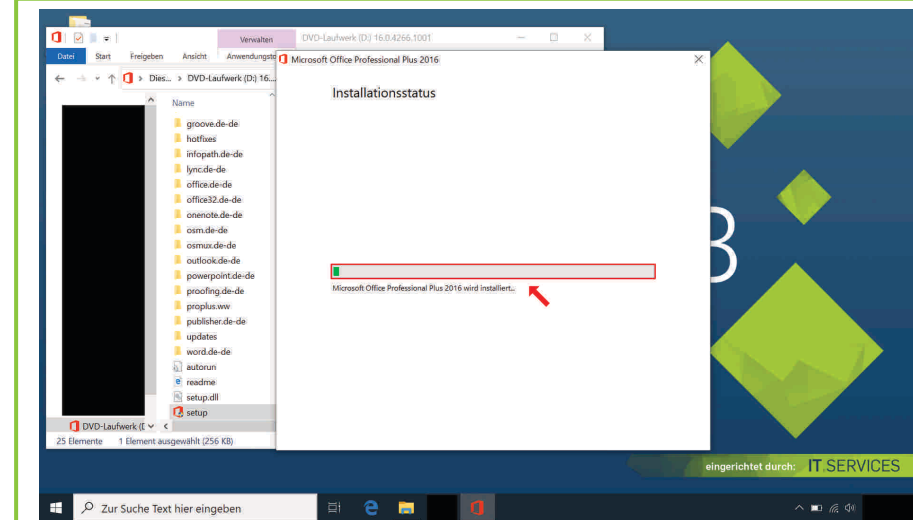 Verwalten
DVD-Laufwerk (D:) 16.0.4266.1001
Datei Start Freigeben Ansicht Anwendungsto
Microsoft Office Professional Plus 2016
Dies... > DVD-Laufwerk (D:) 16....
Installationsstatus
Name
groove.de-de
hotfixes
infopath.de-de
lync.de-de
office.de-de
office32.de-de
onenote.de-de
osm.de-de
osmux.de-de
outlook.de-de
powerpoint.de-de
proofing.de-de
proplus.ww
publisher.de-de
updates
word.de-de
autorun
readme
setup.dll
setup
Microsoft Office Professional Plus 2016 wird installiert...
DVD-Laufwerk (D
25 Elemente 1 Element ausgewählt (256 KB)
eingerichtet durch: IT.SERVICES
Zur Suche Text hier eingeben